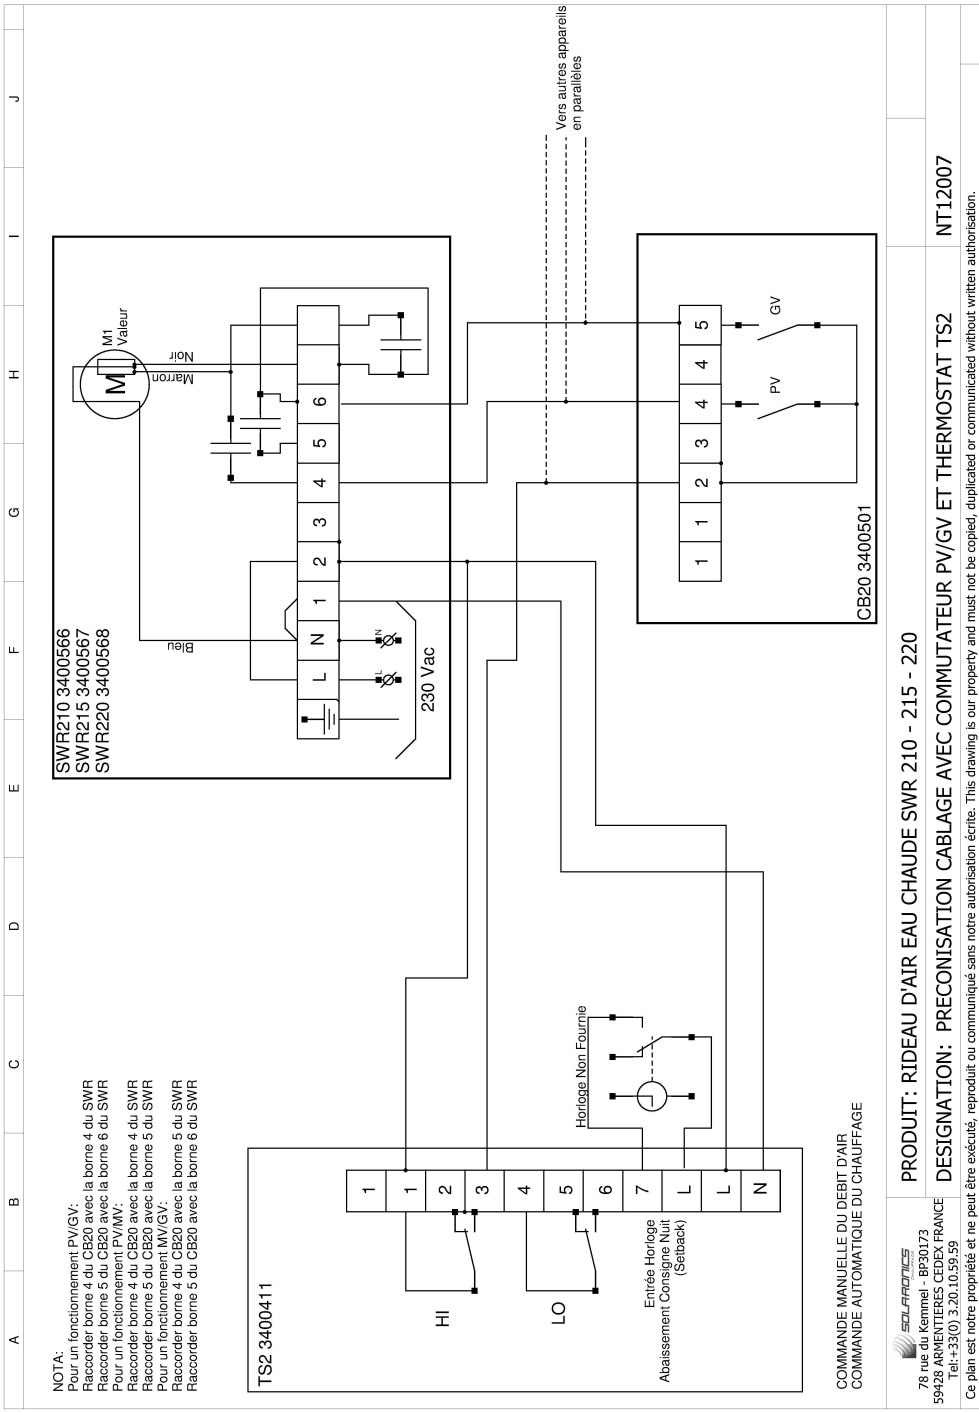 A
B
C
D
E
F
G
H
I
J
NOTA:
Pour un fonctionnement PV/GV:
Raccorder borne 4 du CB20 avec la borne 4 du SWR
Raccorder borne 5 du CB20 avec la borne 6 du SWR
Pour un fonctionnement PV/MV:
Raccorder borne 4 du CB20 avec la borne 4 du SWR
Raccorder borne 5 du CB20 avec la borne 5 du SWR
Pour un fonctionnement MV/GV:
Raccorder borne 4 du CB20 avec la borne 5 du SWR
Raccorder borne 5 du CB20 avec la borne 6 du SWR
SWR210 3400566
SWR215 3400567
SWR220 3400568
M1
Valeur
M
Noir
Marron
Bleu
L
N
1
2
3
4
5
6
L
N
230 Vac
Vers autres appareils
en parallèles
TS2 3400411
HI
LO
1
1
2
3
4
5
6
7
L
L
N
Entrée Horloge
Abaissement Consigne Nuit
(Setback)
Horloge Non Fournie
1
1
2
3
4
4
5
PV
GV
CB20 3400501
COMMANDE MANUELLE DU DEBIT D'AIR
COMMANDE AUTOMATIQUE DU CHAUFFAGE
SOLARONICS
78 rue du Kemmel - BP30173
59428 ARMENTIERES CEDEX FRANCE
Tel:+33(0) 3.20.10.59.59
PRODUIT: RIDEAU D'AIR EAU CHAUDE SWR 210 - 215 - 220
DESIGNATION: PRECONISATION CABLAGE AVEC COMMUTATEUR PV/GV ET THERMOSTAT TS2
NT12007
Ce plan est notre propriété et ne peut être exécuté, reproduit ou communiqué sans notre autorisation écrite. This drawing is our property and must not be copied, duplicated or communicated without written authorisation.